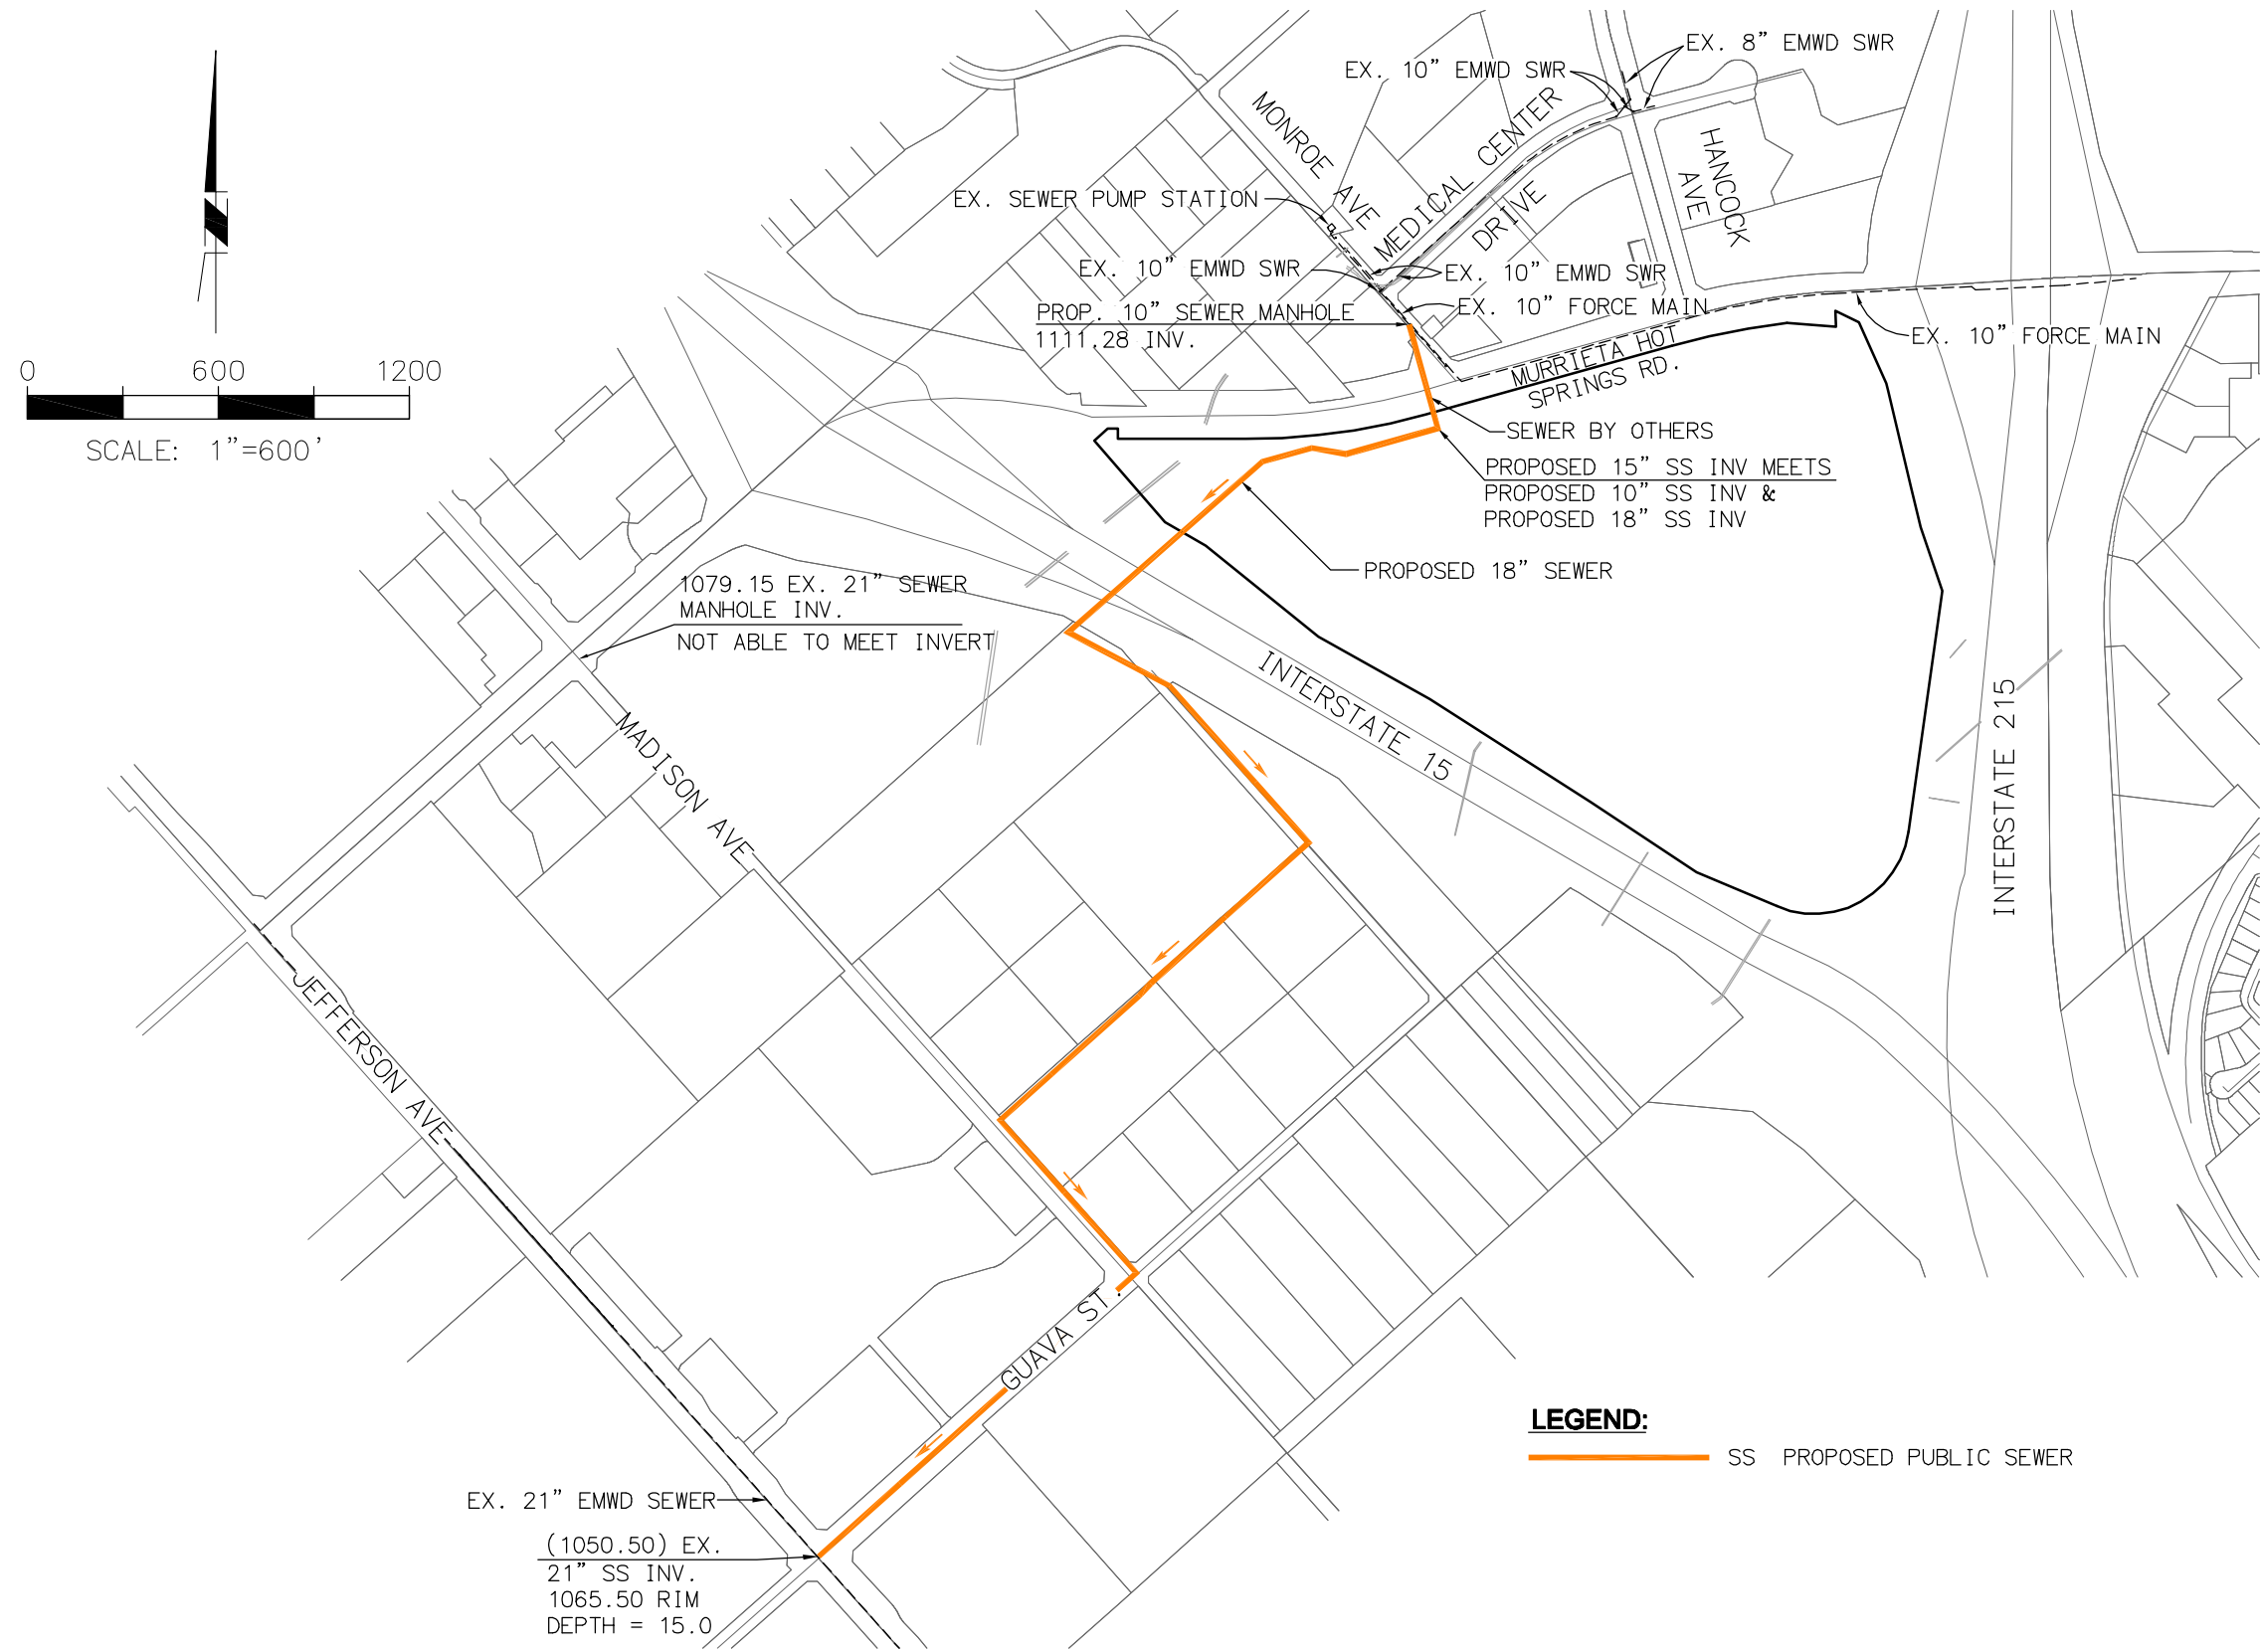 EX. 8" EMWD SWR
EX. 10" EMWD SWR
MONROE AVE
MEDICAL CENTER
DRIVE
HANCOCK
AVE
EX. SEWER PUMP STATION
EX. 10" EMWD SWR
EX. 10" EMWD SWR
PROP. 10" SEWER MANHOLE
1111.28 INV.
EX. 10" FORCE MAIN
EX. 10" FORCE MAIN
MURRIETA HOT
SPRINGS RD.
0 600 1200
SCALE: 1"=600'
SEWER BY OTHERS
PROPOSED 15" SS INV MEETS
PROPOSED 10" SS INV &
PROPOSED 18" SS INV
PROPOSED 18" SEWER
1079.15 EX. 21" SEWER
MANHOLE INV.
NOT ABLE TO MEET INVERT
INTERSTATE 15
INTERSTATE 215
MADISON AVE
JEFFERSON AVE
GUAVA ST.
LEGEND:
SS PROPOSED PUBLIC SEWER
EX. 21" EMWD SEWER
(1050.50) EX.
21" SS INV.
1065.50 RIM
DEPTH = 15.0